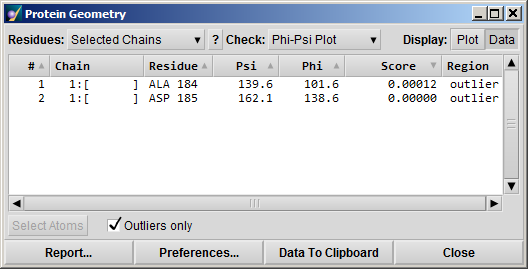 Protein Geometry
Residues: Selected Chains ? Check: Phi-Psi Plot Display: Plot Data
# Chain Residue Psi Phi Score Region
1 1:[ ] ALA 184 139.6 101.6 0.00012 outlier
2 1:[ ] ASP 185 162.1 138.6 0.00000 outlier
Select Atoms Outliers only
Report... Preferences... Data To Clipboard Close